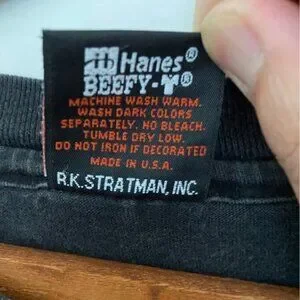 Hanes®
BEEFY-T®
MACHINE WASH WARM.
WASH DARK COLORS
SEPARATELY. NO BLEACH.
TUMBLE DRY LOW.
DO NOT IRON IF DECORATED
MADE IN U.S.A.
R.K. STRATMAN, INC.